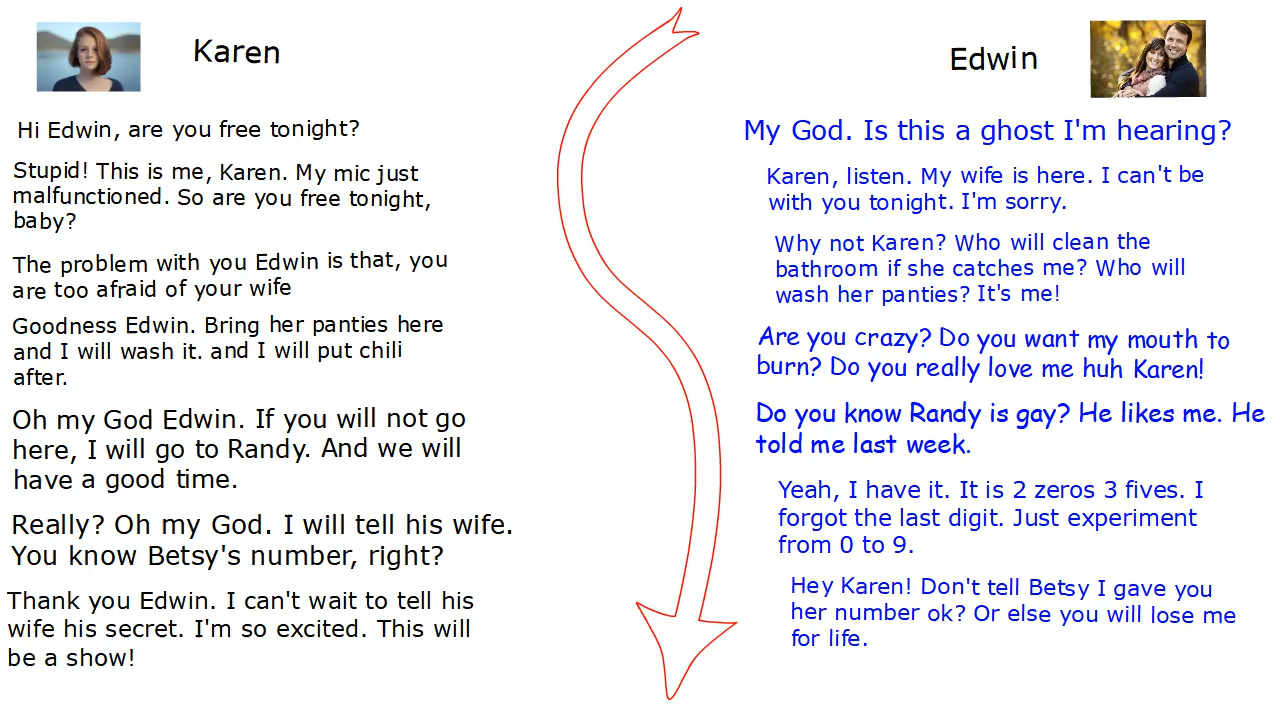 Karen
Edwin
Hi Edwin, are you free tonight?
My God. Is this a ghost I'm hearing?
Stupid! This is me, Karen. My mic just
malfunctioned. So are you free tonight,
baby?
Karen, listen. My wife is here. I can't be
with you tonight. I'm sorry.
The problem with you Edwin is that, you
are too afraid of your wife
Why not Karen? Who will clean the
bathroom if she catches me? Who will
wash her panties? It's me!
Goodness Edwin. Bring her panties here
and I will wash it. and I will put chili
after.
Are you crazy? Do you want my mouth to
burn? Do you really love me huh Karen!
Oh my God Edwin. If you will not go
here, I will go to Randy. And we will
have a good time.
Do you know Randy is gay? He likes me. He
told me last week.
Really? Oh my God. I will tell his wife.
You know Betsy's number, right?
Yeah, I have it. It is 2 zeros 3 fives. I
forgot the last digit. Just experiment
from 0 to 9.
Thank you Edwin. I can't wait to tell his
wife his secret. I'm so excited. This will
be a show!
Hey Karen! Don't tell Betsy I gave you
her number ok? Or else you will lose me
for life.